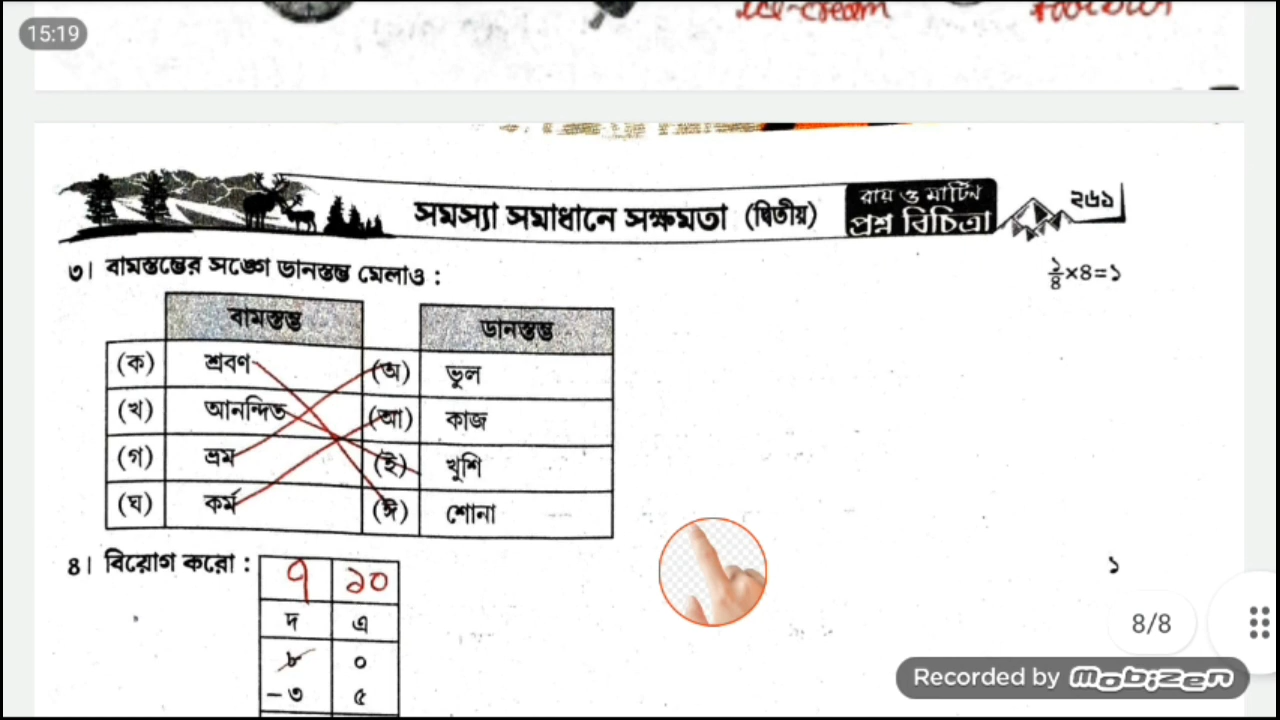 ice-cream
15:19
সমস্যা সমাধানে সক্ষমতা (দ্বিতীয়)
রায় ও মার্টিন
প্রশ্ন বিচিত্রা
২৬১
৩। বামস্তম্ভের সঙ্গে ডানস্তম্ভ মেলাও :
১/৪×৪=১
বামস্তম্ভ ডানস্তম্ভ
(ক) শ্রবণ (অ) ভুল
(খ) আনন্দিত (আ) কাজ
(গ) ভ্রম (ই) খুশি
(ঘ) কর্ম (ঈ) শোনা
৪। বিয়োগ করো : ১
৭ ১০
দ এ
৮ ০
-৩ ৫
8/8
Recorded by Mobizen